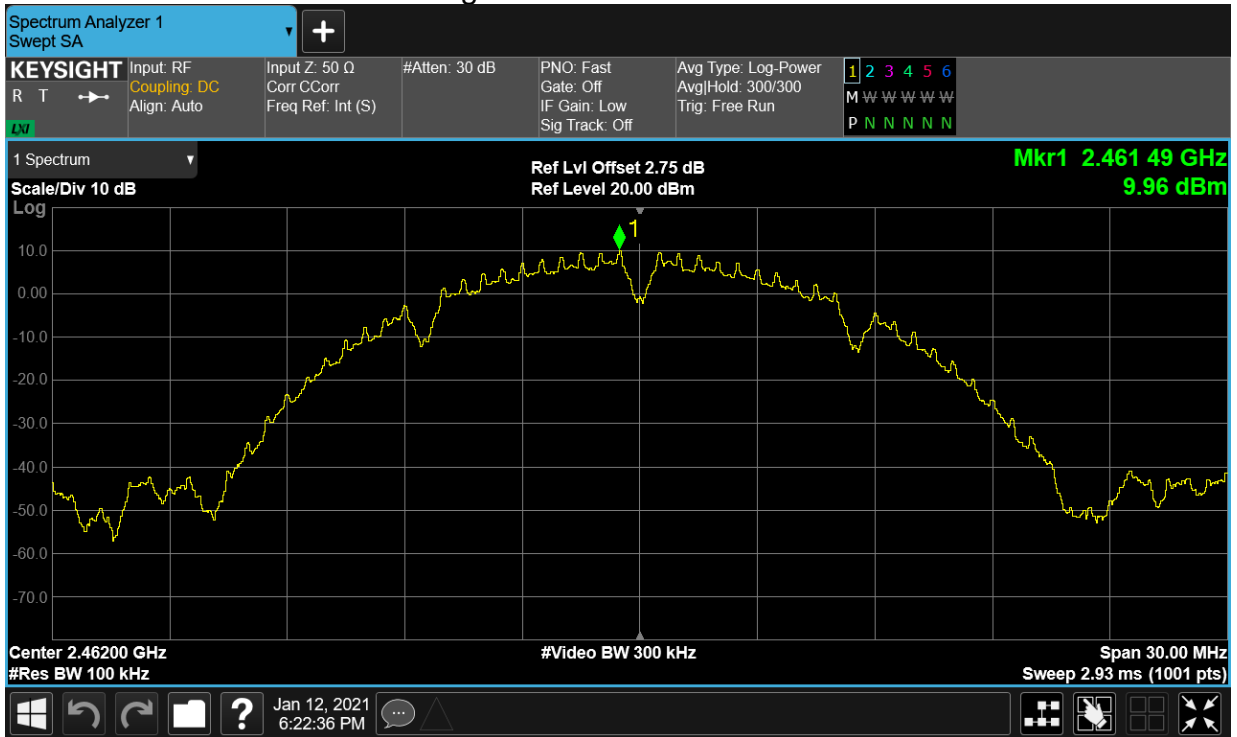 Spectrum Analyzer 1
Swept SA
+
KEYSIGHT
R T
LXI
Input: RF
Coupling: DC
Align: Auto
Input Z: 50 Ω
Corr CCorr
Freq Ref: Int (S)
#Atten: 30 dB
PNO: Fast
Gate: Off
IF Gain: Low
Sig Track: Off
Avg Type: Log-Power
Avg|Hold: 300/300
Trig: Free Run
1 2 3 4 5 6
M W W W W W
P N N N N N
1 Spectrum
Scale/Div 10 dB
Log
Ref Lvl Offset 2.75 dB
Ref Level 20.00 dBm
Mkr1 2.461 49 GHz
9.96 dBm
1
10.0
0.00
-10.0
-20.0
-30.0
-40.0
-50.0
-60.0
-70.0
Center 2.46200 GHz
#Res BW 100 kHz
#Video BW 300 kHz
Span 30.00 MHz
Sweep 2.93 ms (1001 pts)
?
Jan 12, 2021
6:22:36 PM